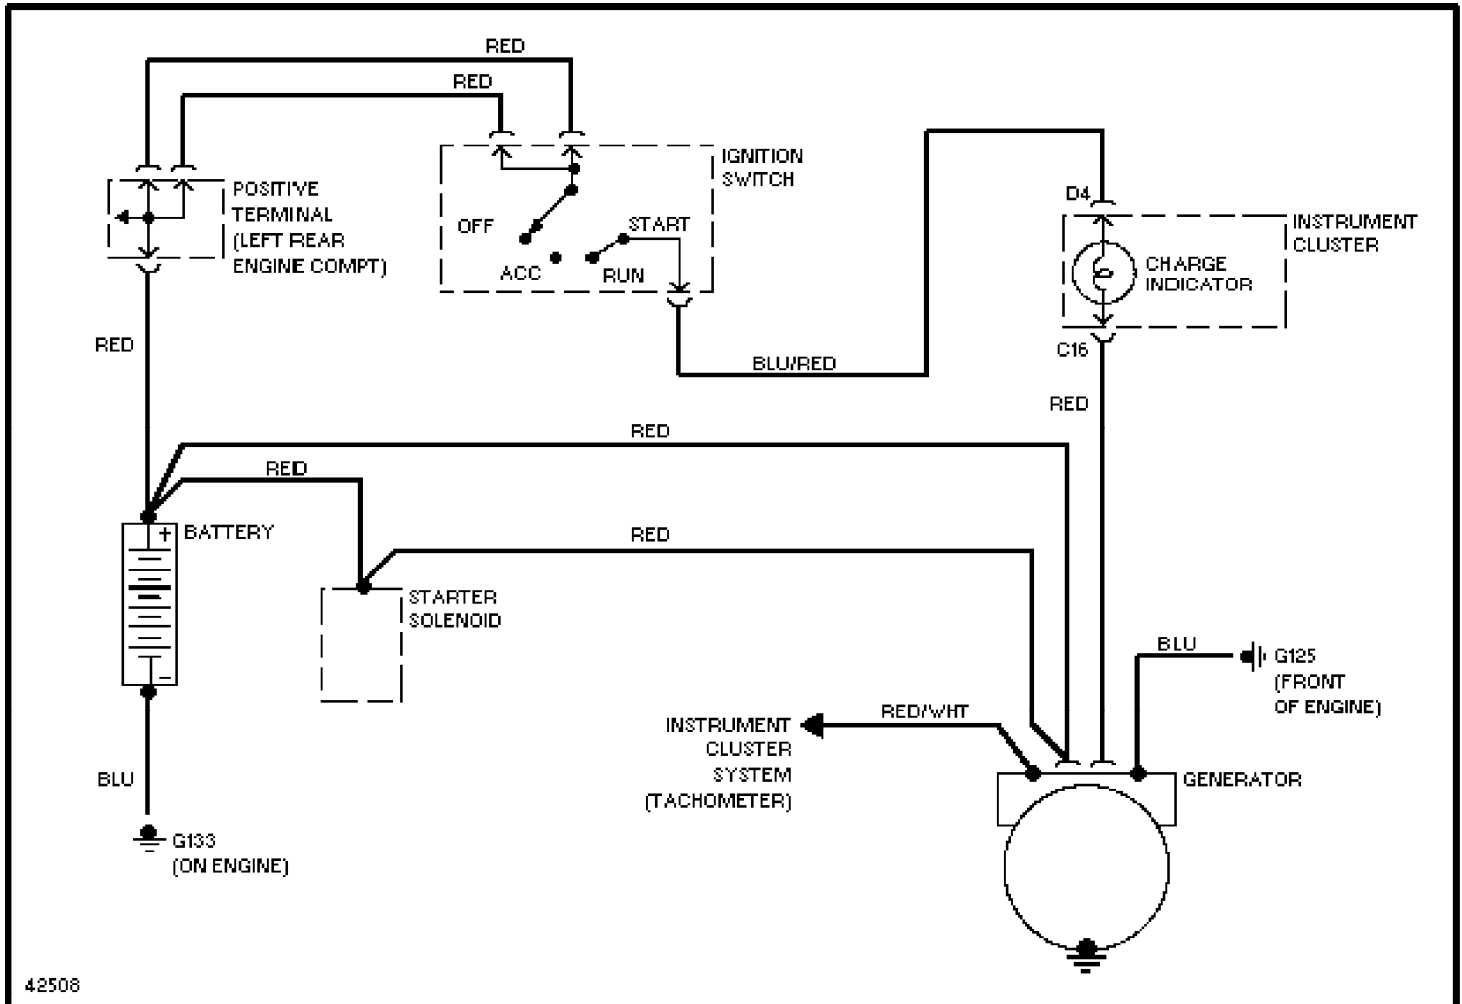 RED
RED
IGNITION
SWITCH
POSITIVE
TERMINAL
(LEFT REAR
ENGINE COMPT)
OFF
START
ACC
RUN
D4
INSTRUMENT
CLUSTER
CHARGE
INDICATOR
RED
BLU/RED
C16
RED
RED
RED
+
BATTERY
RED
STARTER
SOLENOID
-
BLU
G125
(FRONT
OF ENGINE)
RED/WHT
INSTRUMENT
CLUSTER
SYSTEM
(TACHOMETER)
BLU
GENERATOR
G133
(ON ENGINE)
42508